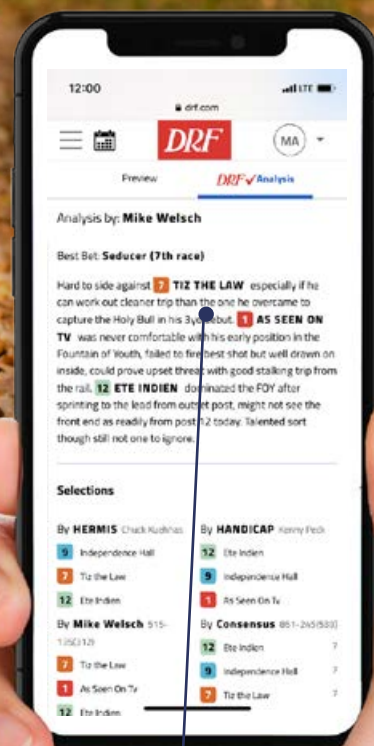 12:00
LTE
drf.com
DRF
MA
Preview
DRF Analysis
Analysis by: Mike Welsch
Best Bet: Seducer (7th race)
Hard to side against 7 TIZ THE LAW especially if he
can work out cleaner trip than the one he overcame to
capture the Holy Bull in his 3yo debut. 1 AS SEEN ON
TV was never comfortable with his early position in the
Fountain of Youth, failed to fire best shot but well drawn on
inside, could prove upset threat with good stalking trip from
the rail. 12 ETE INDIEN dominated the FOY after
sprinting to the lead from outset post, might not see the
front end as readily from post 12 today. Talented sort
though still not one to ignore.
Selections
By HERMIS Chuck
9 Independence Hall
7 Tiz the Law
12 Ete Indien
By HANDICAP Kenny Peck
12 Ete Indien
9 Independence Hall
1 As Seen On Tv
By Mike Welsch 515-
7 Tiz the Law
1 As Seen On Tv
12 Ete Indien
By Consensus
12 Ete Indien 7
9 Independence Hall 7
7 Tiz the Law 7